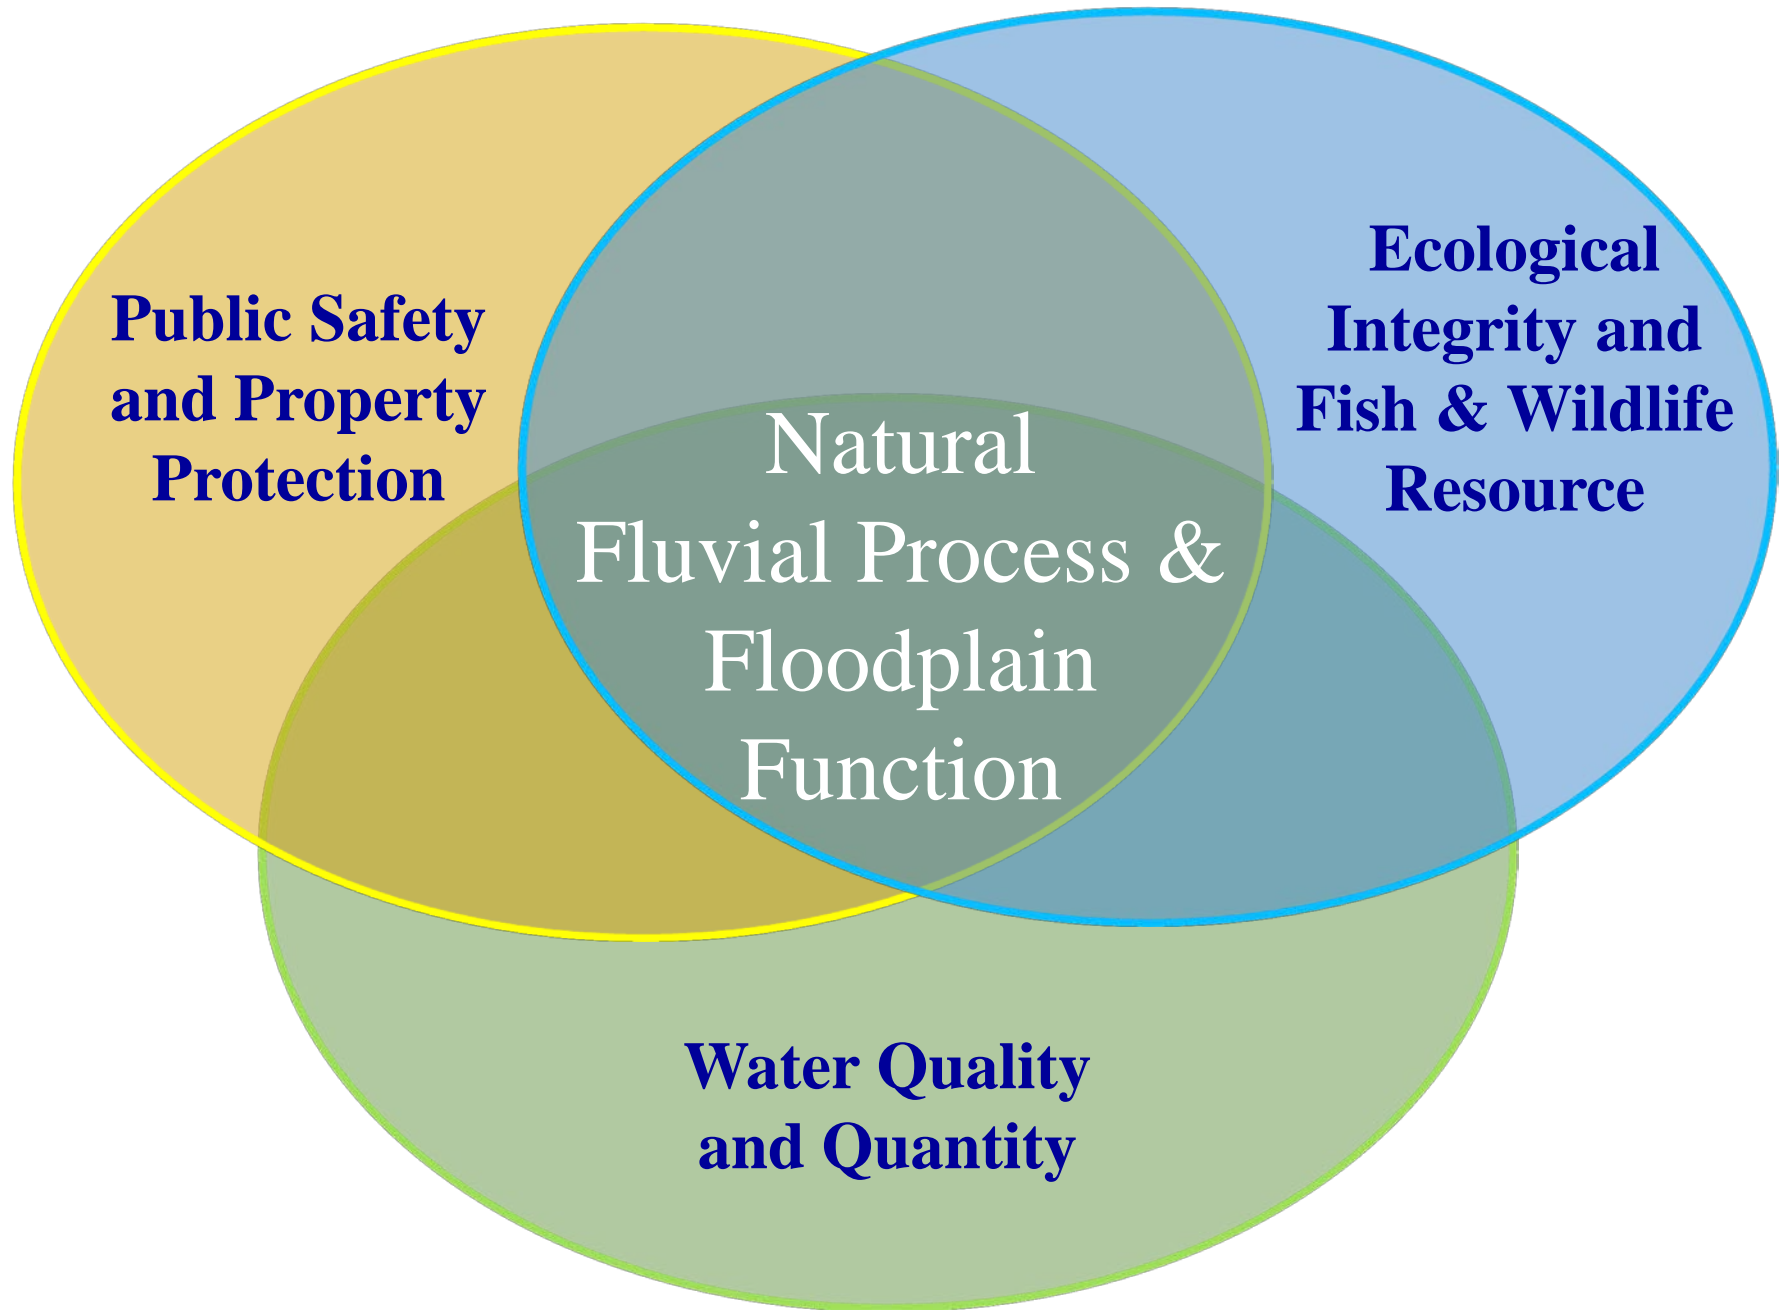 Public Safety
and Property
Protection
Ecological
Integrity and
Fish & Wildlife
Resource
Natural
Fluvial Process &
Floodplain
Function
Water Quality
and Quantity